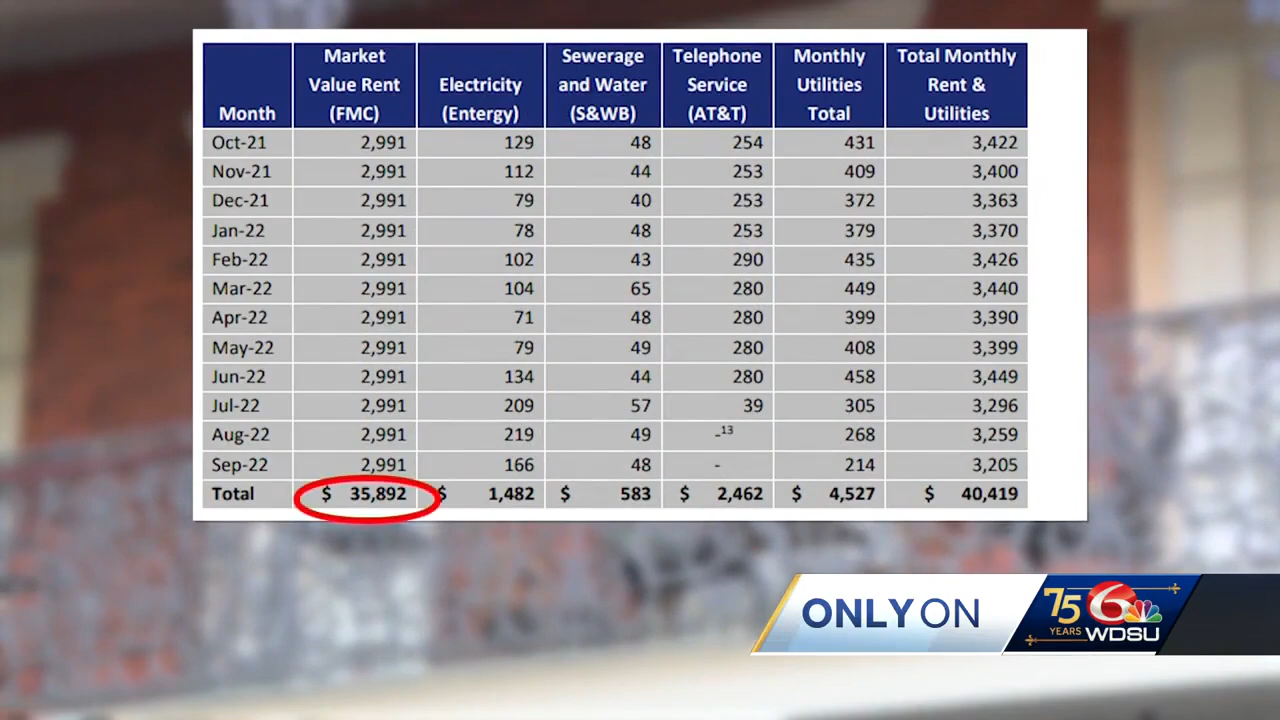 Month Market Value Rent (FMC) Electricity (Entergy) Sewerage and Water (S&WB) Telephone Service (AT&T) Monthly Utilities Total Total Monthly Rent & Utilities
Oct-21 2,991 129 48 254 431 3,422
Nov-21 2,991 112 44 253 409 3,400
Dec-21 2,991 79 40 253 372 3,363
Jan-22 2,991 78 48 253 379 3,370
Feb-22 2,991 102 43 290 435 3,426
Mar-22 2,991 104 65 280 449 3,440
Apr-22 2,991 71 48 280 399 3,390
May-22 2,991 79 49 280 408 3,399
Jun-22 2,991 134 44 280 458 3,449
Jul-22 2,991 209 57 39 305 3,296
Aug-22 2,991 219 49 -13 268 3,259
Sep-22 2,991 166 48 - 214 3,205
Total $ 35,892 $ 1,482 $ 583 $ 2,462 $ 4,527 $ 40,419
ONLY ON
75 YEARS 6 WDSU